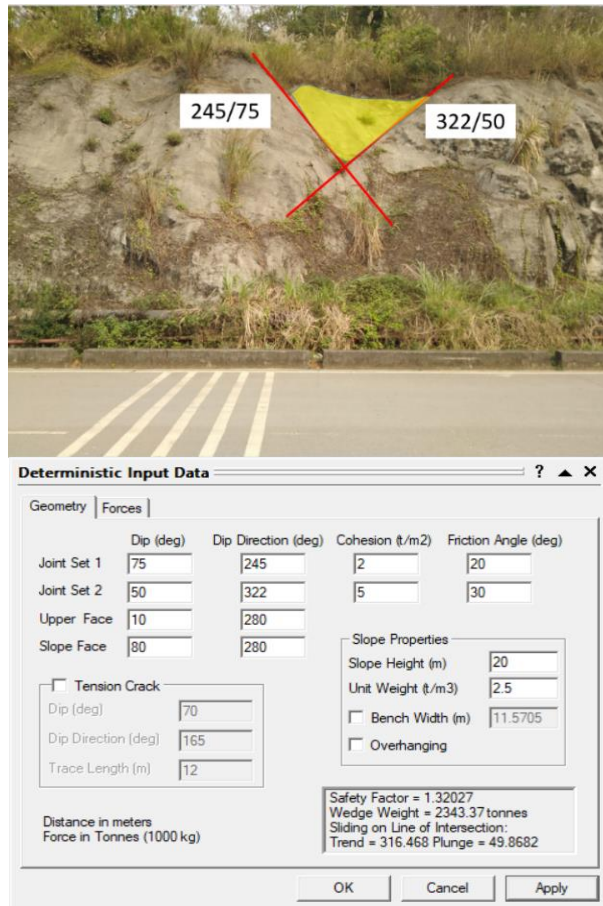 245/75
322/50
Deterministic Input Data ? ▲ ×
Geometry Forces
Dip (deg) Dip Direction (deg) Cohesion (t/m2) Friction Angle (deg)
Joint Set 1 75 245 2 20
Joint Set 2 50 322 5 30
Upper Face 10 280
Slope Face 80 280
Slope Properties
Slope Height (m) 20
Unit Weight (t/m3) 2.5
Bench Width (m) 11.5705
Overhanging
Tension Crack
Dip (deg) 70
Dip Direction (deg) 165
Trace Length (m) 12
Distance in meters
Force in Tonnes (1000 kg)
Safety Factor = 1.32027
Wedge Weight = 2343.37 tonnes
Sliding on Line of Intersection:
Trend = 316.468 Plunge = 49.8682
OK Cancel Apply